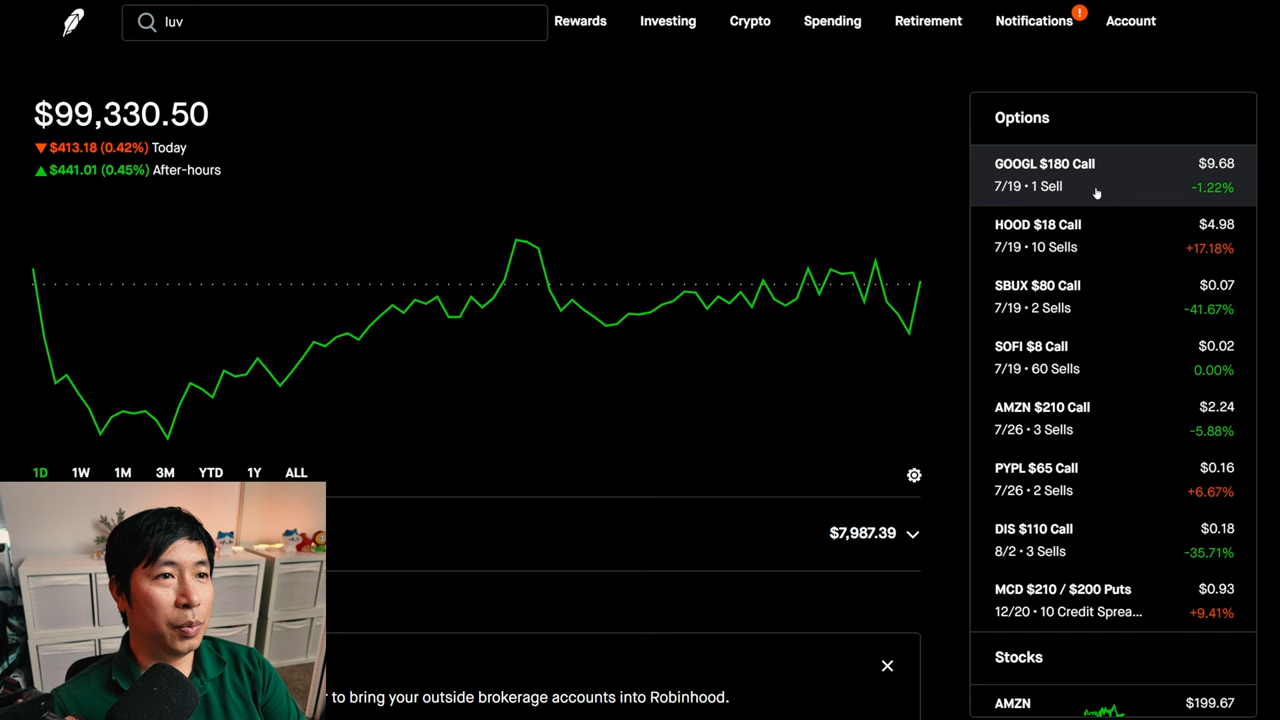 luv
Rewards
Investing
Crypto
Spending
Retirement
Notifications
!
Account
$99,330.50
▼$413.18 (0.42%) Today
▲$441.01 (0.45%) After-hours
1D
1W
1M
3M
YTD
1Y
ALL
$7,987.39
r to bring your outside brokerage accounts into Robinhood.
Options
GOOGL $180 Call $9.68
7/19 • 1 Sell -1.22%
HOOD $18 Call $4.98
7/19 • 10 Sells +17.18%
SBUX $80 Call $0.07
7/19 • 2 Sells -41.67%
SOFI $8 Call $0.02
7/19 • 60 Sells 0.00%
AMZN $210 Call $2.24
7/26 • 3 Sells -5.88%
PYPL $65 Call $0.16
7/26 • 2 Sells +6.67%
DIS $110 Call $0.18
8/2 • 3 Sells -35.71%
MCD $210 / $200 Puts $0.93
12/20 • 10 Credit Sprea... +9.41%
Stocks
AMZN $199.67